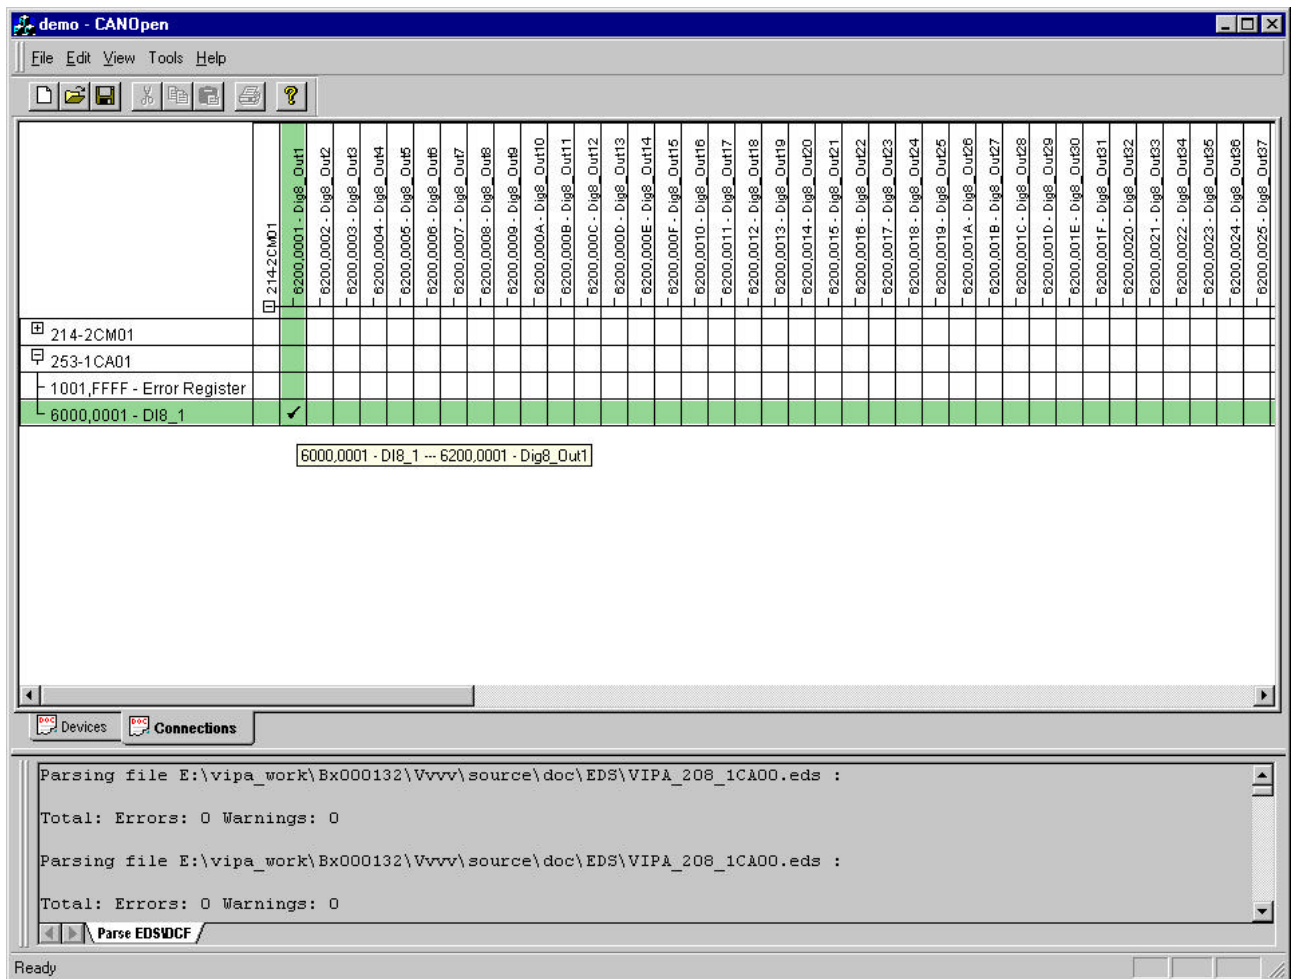 demo - CANOpen
File Edit View Tools Help
214-2CM01
6200,0001 - Dig8_Out1
6200,0002 - Dig8_Out2
6200,0003 - Dig8_Out3
6200,0004 - Dig8_Out4
6200,0005 - Dig8_Out5
6200,0006 - Dig8_Out6
6200,0007 - Dig8_Out7
6200,0008 - Dig8_Out8
6200,0009 - Dig8_Out9
6200,000A - Dig8_Out10
6200,000B - Dig8_Out11
6200,000C - Dig8_Out12
6200,000D - Dig8_Out13
6200,000E - Dig8_Out14
6200,000F - Dig8_Out15
6200,0010 - Dig8_Out16
6200,0011 - Dig8_Out17
6200,0012 - Dig8_Out18
6200,0013 - Dig8_Out19
6200,0014 - Dig8_Out20
6200,0015 - Dig8_Out21
6200,0016 - Dig8_Out22
6200,0017 - Dig8_Out23
6200,0018 - Dig8_Out24
6200,0019 - Dig8_Out25
6200,001A - Dig8_Out26
6200,001B - Dig8_Out27
6200,001C - Dig8_Out28
6200,001D - Dig8_Out29
6200,001E - Dig8_Out30
6200,001F - Dig8_Out31
6200,0020 - Dig8_Out32
6200,0021 - Dig8_Out33
6200,0022 - Dig8_Out34
6200,0023 - Dig8_Out35
6200,0024 - Dig8_Out36
6200,0025 - Dig8_Out37
214-2CM01
253-1CA01
1001,FFFF - Error Register
6000,0001 - DI8_1
6000,0001 - DI8_1 --- 6200,0001 - Dig8_Out1
Devices Connections
Parsing file E:\vipa_work\Bx000132\Vvvv\source\doc\EDS\VIPA_208_1CA00.eds :
Total: Errors: 0 Warnings: 0
Parsing file E:\vipa_work\Bx000132\Vvvv\source\doc\EDS\VIPA_208_1CA00.eds :
Total: Errors: 0 Warnings: 0
Parse EDS\DCF
Ready